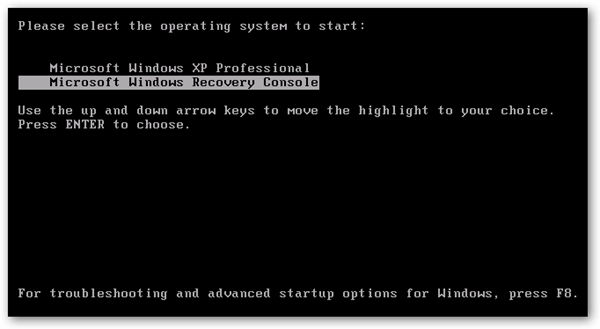 Please select the operating system to start:
Microsoft Windows XP Professional
Microsoft Windows Recovery Console
Use the up and down arrow keys to move the highlight to your choice.
Press ENTER to choose.
For troubleshooting and advanced startup options for Windows, press F8.